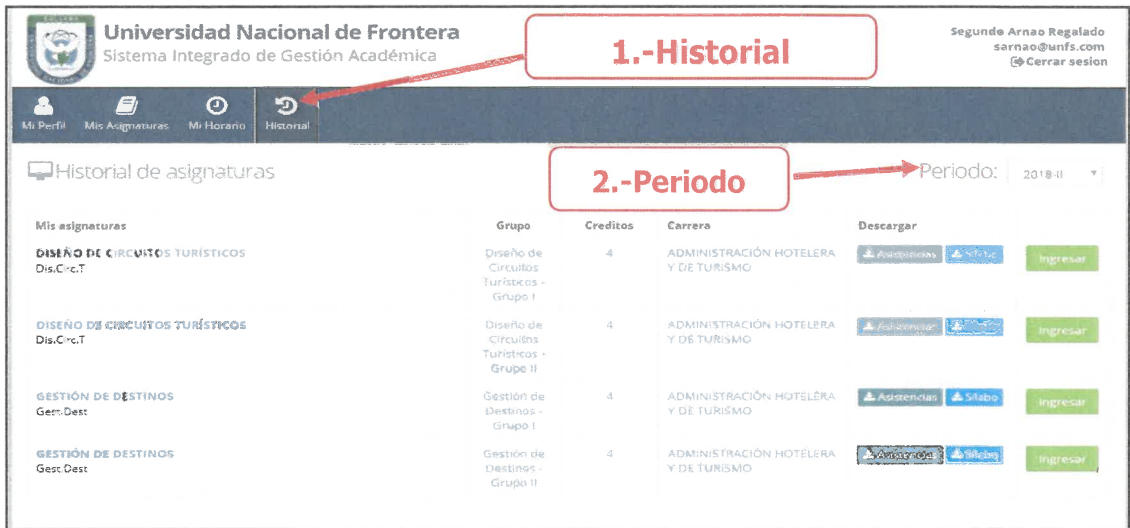 Universidad Nacional de Frontera
Sistema Integrado de Gestión Académica
Segundo Arnao Regalado
sarnao@unfs.com
Cerrar sesion
1.-Historial
Mi Perfil
Mis Asignaturas
Mi Horario
Historial
Historial de asignaturas
2.-Periodo
Periodo:
2018-II
Mis asignaturas
Grupo
Creditos
Carrera
Descargar
DISEÑO DE CIRCUITOS TURÍSTICOS
Dis.Circ.T
Diseño de
Circuitos
Turísticos -
Grupo I
4
ADMINISTRACIÓN HOTELERA
Y DE TURISMO
Asistencias
Silabo
Ingresar
DISEÑO DE CIRCUITOS TURÍSTICOS
Dis.Circ.T
Diseño de
Circuitos
Turísticos -
Grupo II
4
ADMINISTRACIÓN HOTELERA
Y DE TURISMO
Asistencias
Ingresar
GESTIÓN DE DESTINOS
Gest.Dest
Gestión de
Destinos -
Grupo I
4
ADMINISTRACIÓN HOTELERA
Y DE TURISMO
Asistencias
Silabo
Ingresar
GESTIÓN DE DESTINOS
Gest.Dest
Gestión de
Destinos -
Grupo II
4
ADMINISTRACIÓN HOTELERA
Y DE TURISMO
Asistencias
Silabo
Ingresar